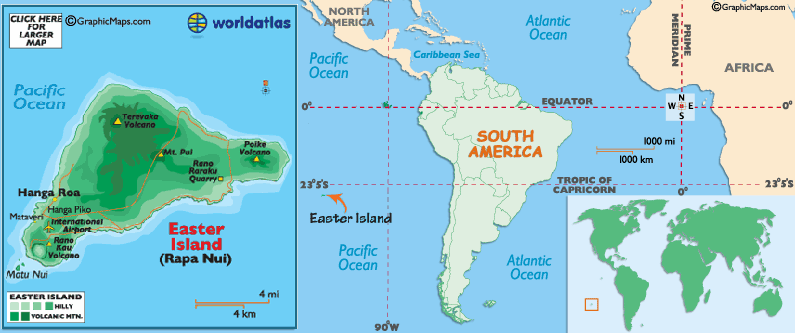 CLICK HERE
FOR
LARGER
MAP
©GraphicMaps.com
worldatlas
Pacific
Ocean
Terevaka
Volcano
Mt. Pui
Poike
Volcano
Rano
Raraku
Quarry
Hanga Roa
Hanga Piko
Mataveri
International
Airport
Rano
Kau
Volcano
Motu Nui
Easter
Island
(Rapa Nui)
EASTER ISLAND
HILLY
VOLCANIC MTN.
4 mi
4 km
©GraphicMaps.com
NORTH
AMERICA
Atlantic
Ocean
Pacific
Ocean
Caribbean Sea
PRIME
MERIDIAN
©GraphicMaps.com
AFRICA
0°
EQUATOR
N
W E
S
SOUTH
AMERICA
1000 mi
1000 km
23°5'S
TROPIC OF
CAPRICORN
0°
23°5'S
Easter Island
Pacific
Ocean
Atlantic
Ocean
90°W